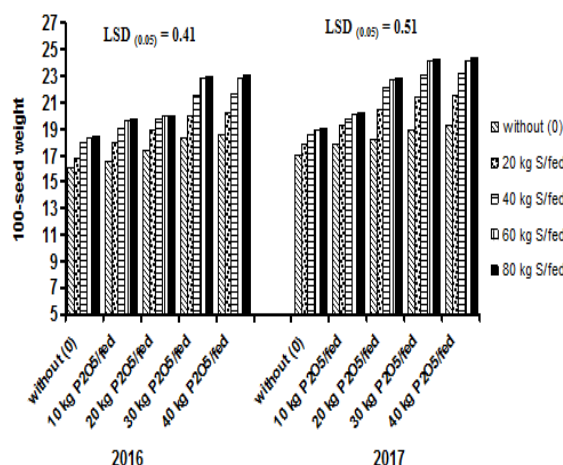 LSD (0.05) = 0.41
LSD (0.05) = 0.51
100-seed weight
27
25
23
21
19
17
15
13
11
9
7
5
without (0)
10 kg P2O5/fed
20 kg P2O5/fed
30 kg P2O5/fed
40 kg P2O5/fed
without (0)
10 kg P2O5/fed
20 kg P2O5/fed
30 kg P2O5/fed
40 kg P2O5/fed
2016
2017
without (0)
20 kg S/fed
40 kg S/fed
60 kg S/fed
80 kg S/fed